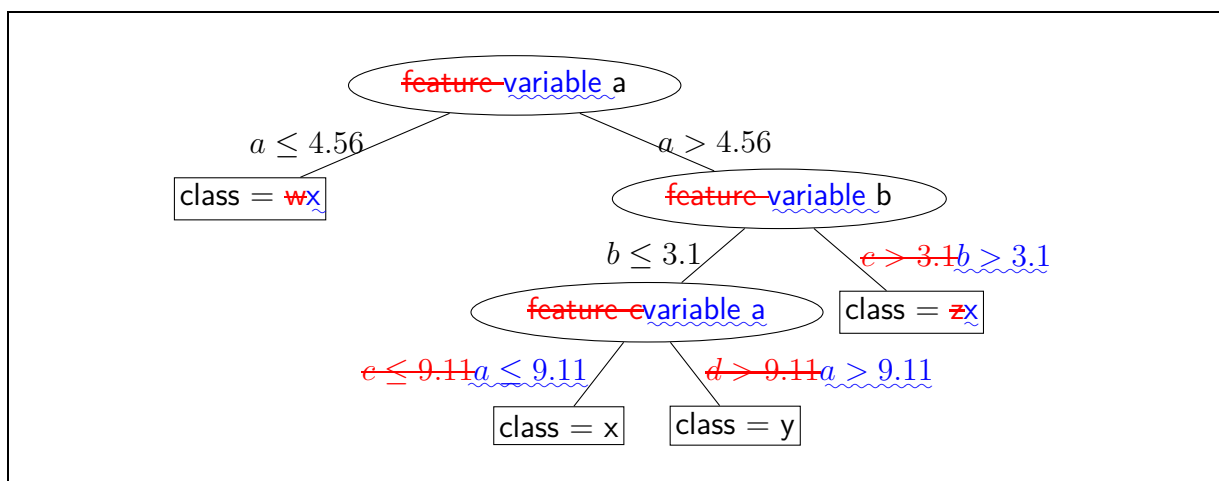 feature variable a
a ≤ 4.56
a > 4.56
class = wx
feature variable b
b ≤ 3.1
c > 3.1b > 3.1
feature cvariable a
class = zx
c ≤ 9.11a ≤ 9.11
d > 9.11a > 9.11
class = x
class = y